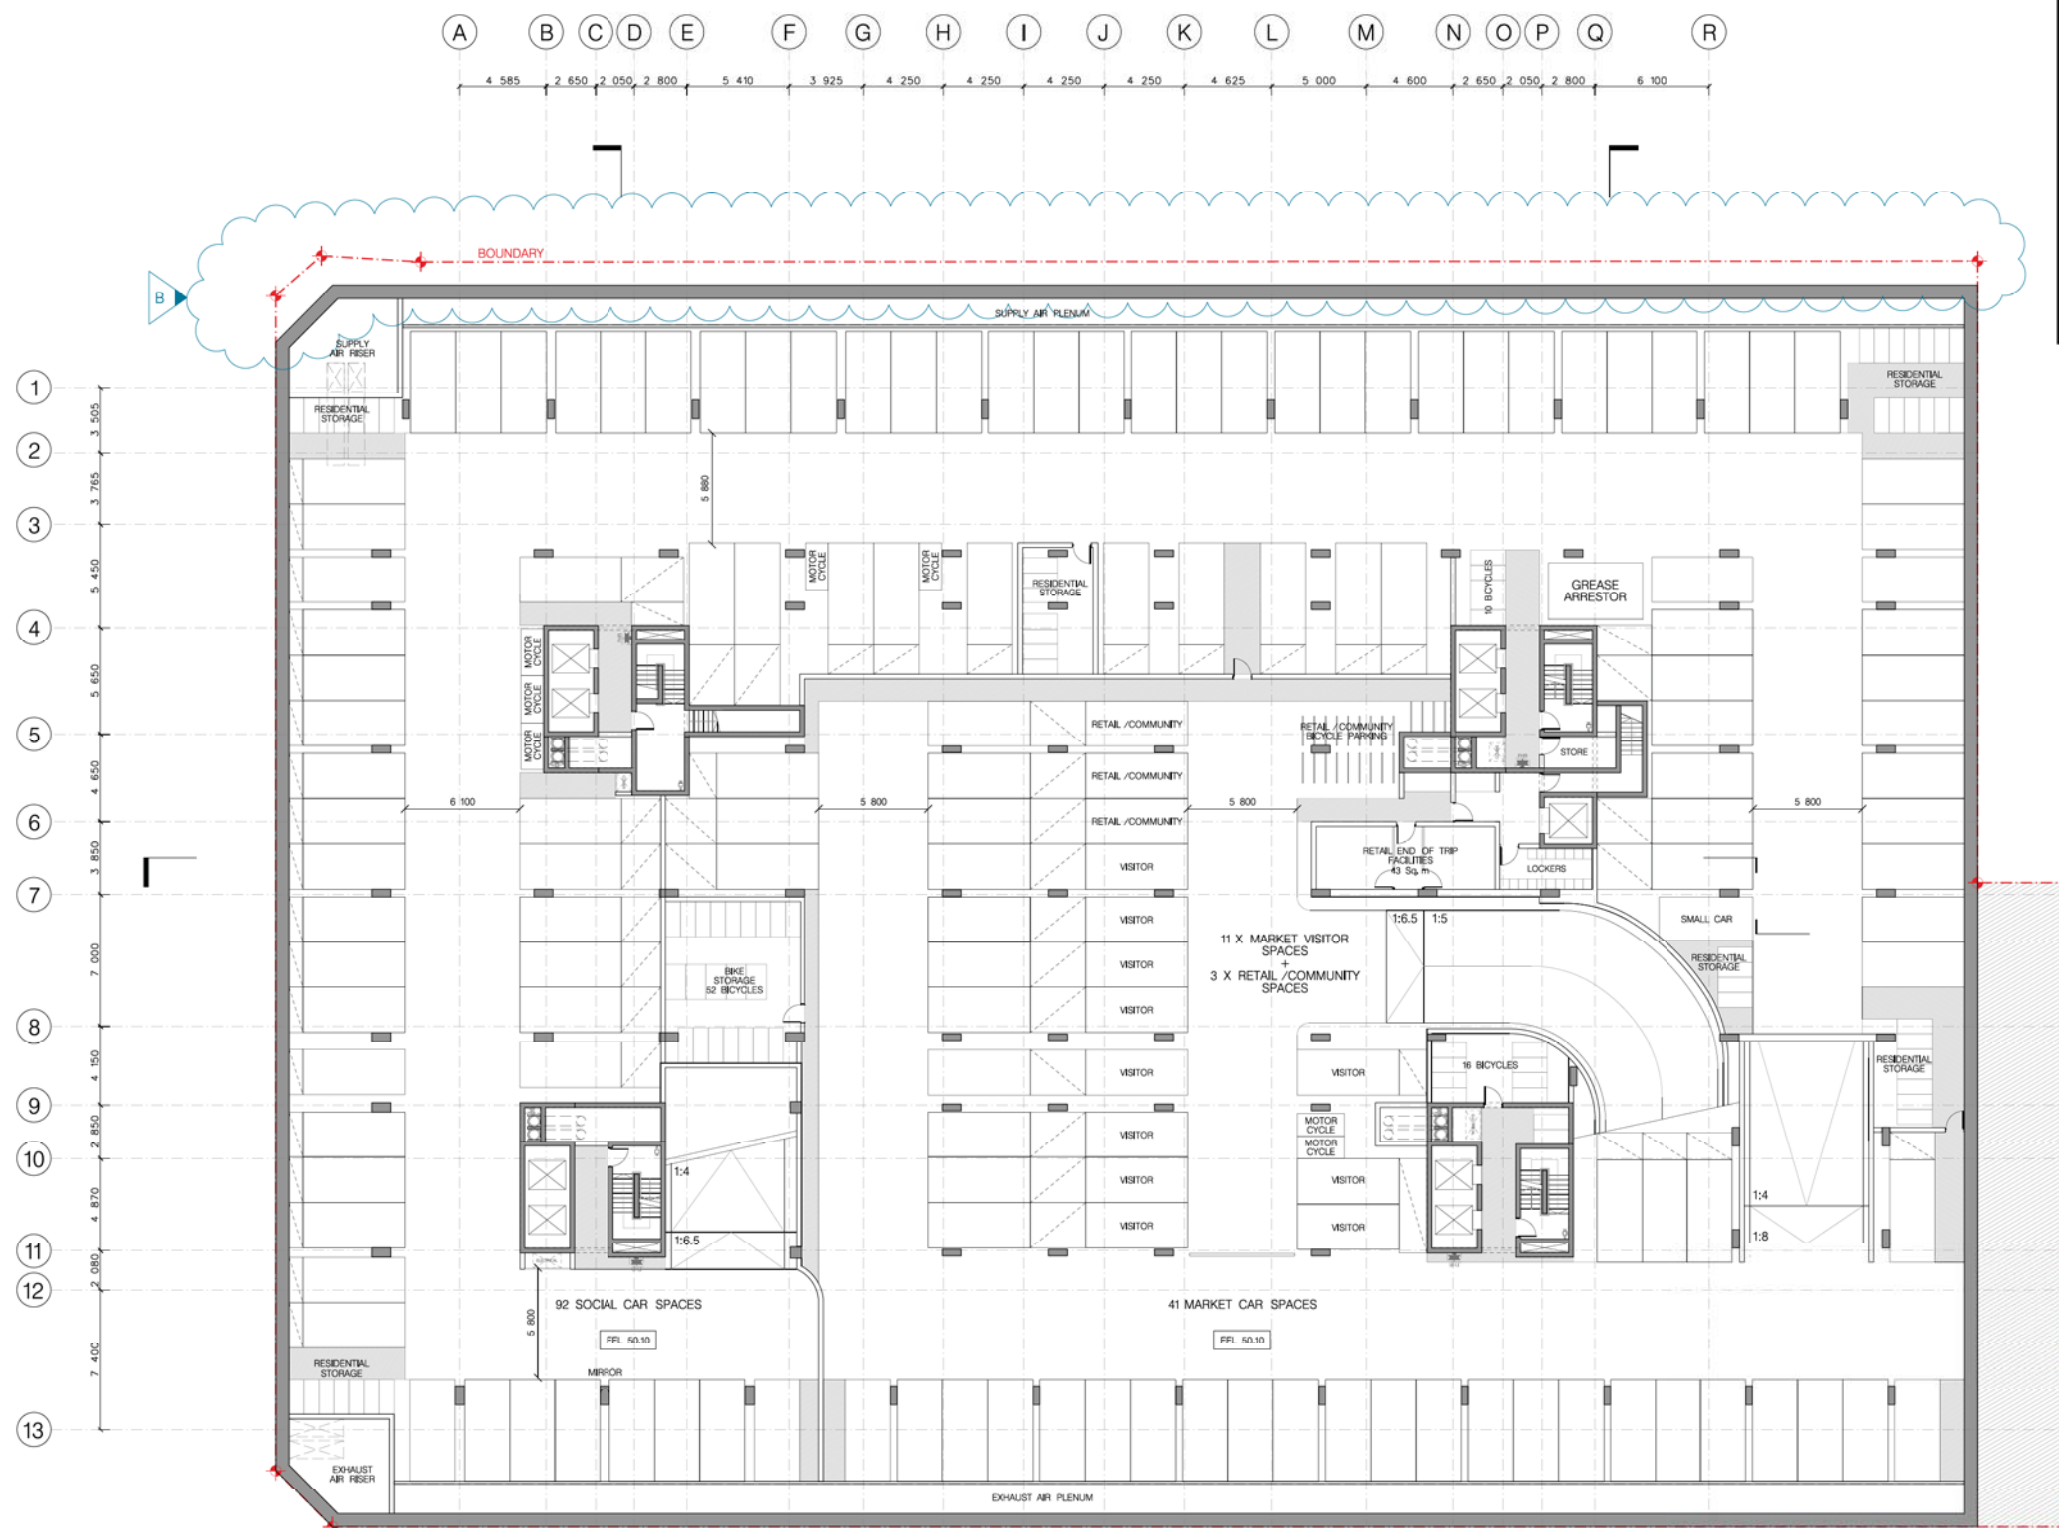 A B C D E F G H I J K L M N O P Q R
4 585 2 650 2 050 2 800 5 410 3 925 4 250 4 250 4 250 4 250 4 625 5 000 4 600 2 650 2 050 2 800 6 100
BOUNDARY
B
SUPPLY AIR PLENUM
SUPPLY
AIR RISER
RESIDENTIAL
STORAGE
RESIDENTIAL
STORAGE
1
3 505
2
3 765
3
5 450
4
5 650
5
4 650
6
3 850
7
7 000
8
4 150
9
2 850
10
4 870
11
2 080
12
7 400
13
5 880
MOTOR
CYCLE
MOTOR
CYCLE
RESIDENTIAL
STORAGE
10 BICYCLES
GREASE
ARRESTOR
MOTOR
CYCLE
MOTOR
CYCLE
MOTOR
CYCLE
RETAIL /COMMUNITY
RETAIL /COMMUNITY
BICYCLE PARKING
STORE
RETAIL /COMMUNITY
6 100
5 800
5 800
5 800
RETAIL /COMMUNITY
VISITOR
RETAIL END OF TRIP
FACILITIES
43 Sq. m
LOCKERS
VISITOR
1:6.5
1:5
SMALL CAR
11 X MARKET VISITOR
SPACES
+
3 X RETAIL /COMMUNITY
SPACES
RESIDENTIAL
STORAGE
VISITOR
BIKE
STORAGE
52 BICYCLES
VISITOR
16 BICYCLES
VISITOR
VISITOR
RESIDENTIAL
STORAGE
MOTOR
CYCLE
MOTOR
CYCLE
VISITOR
1:4
VISITOR
VISITOR
1:4
VISITOR
VISITOR
1:6.5
1:8
92 SOCIAL CAR SPACES
41 MARKET CAR SPACES
5 800
FFL 50.10
FFL 50.10
RESIDENTIAL
STORAGE
MIRROR
EXHAUST
AIR RISER
EXHAUST AIR PLENUM